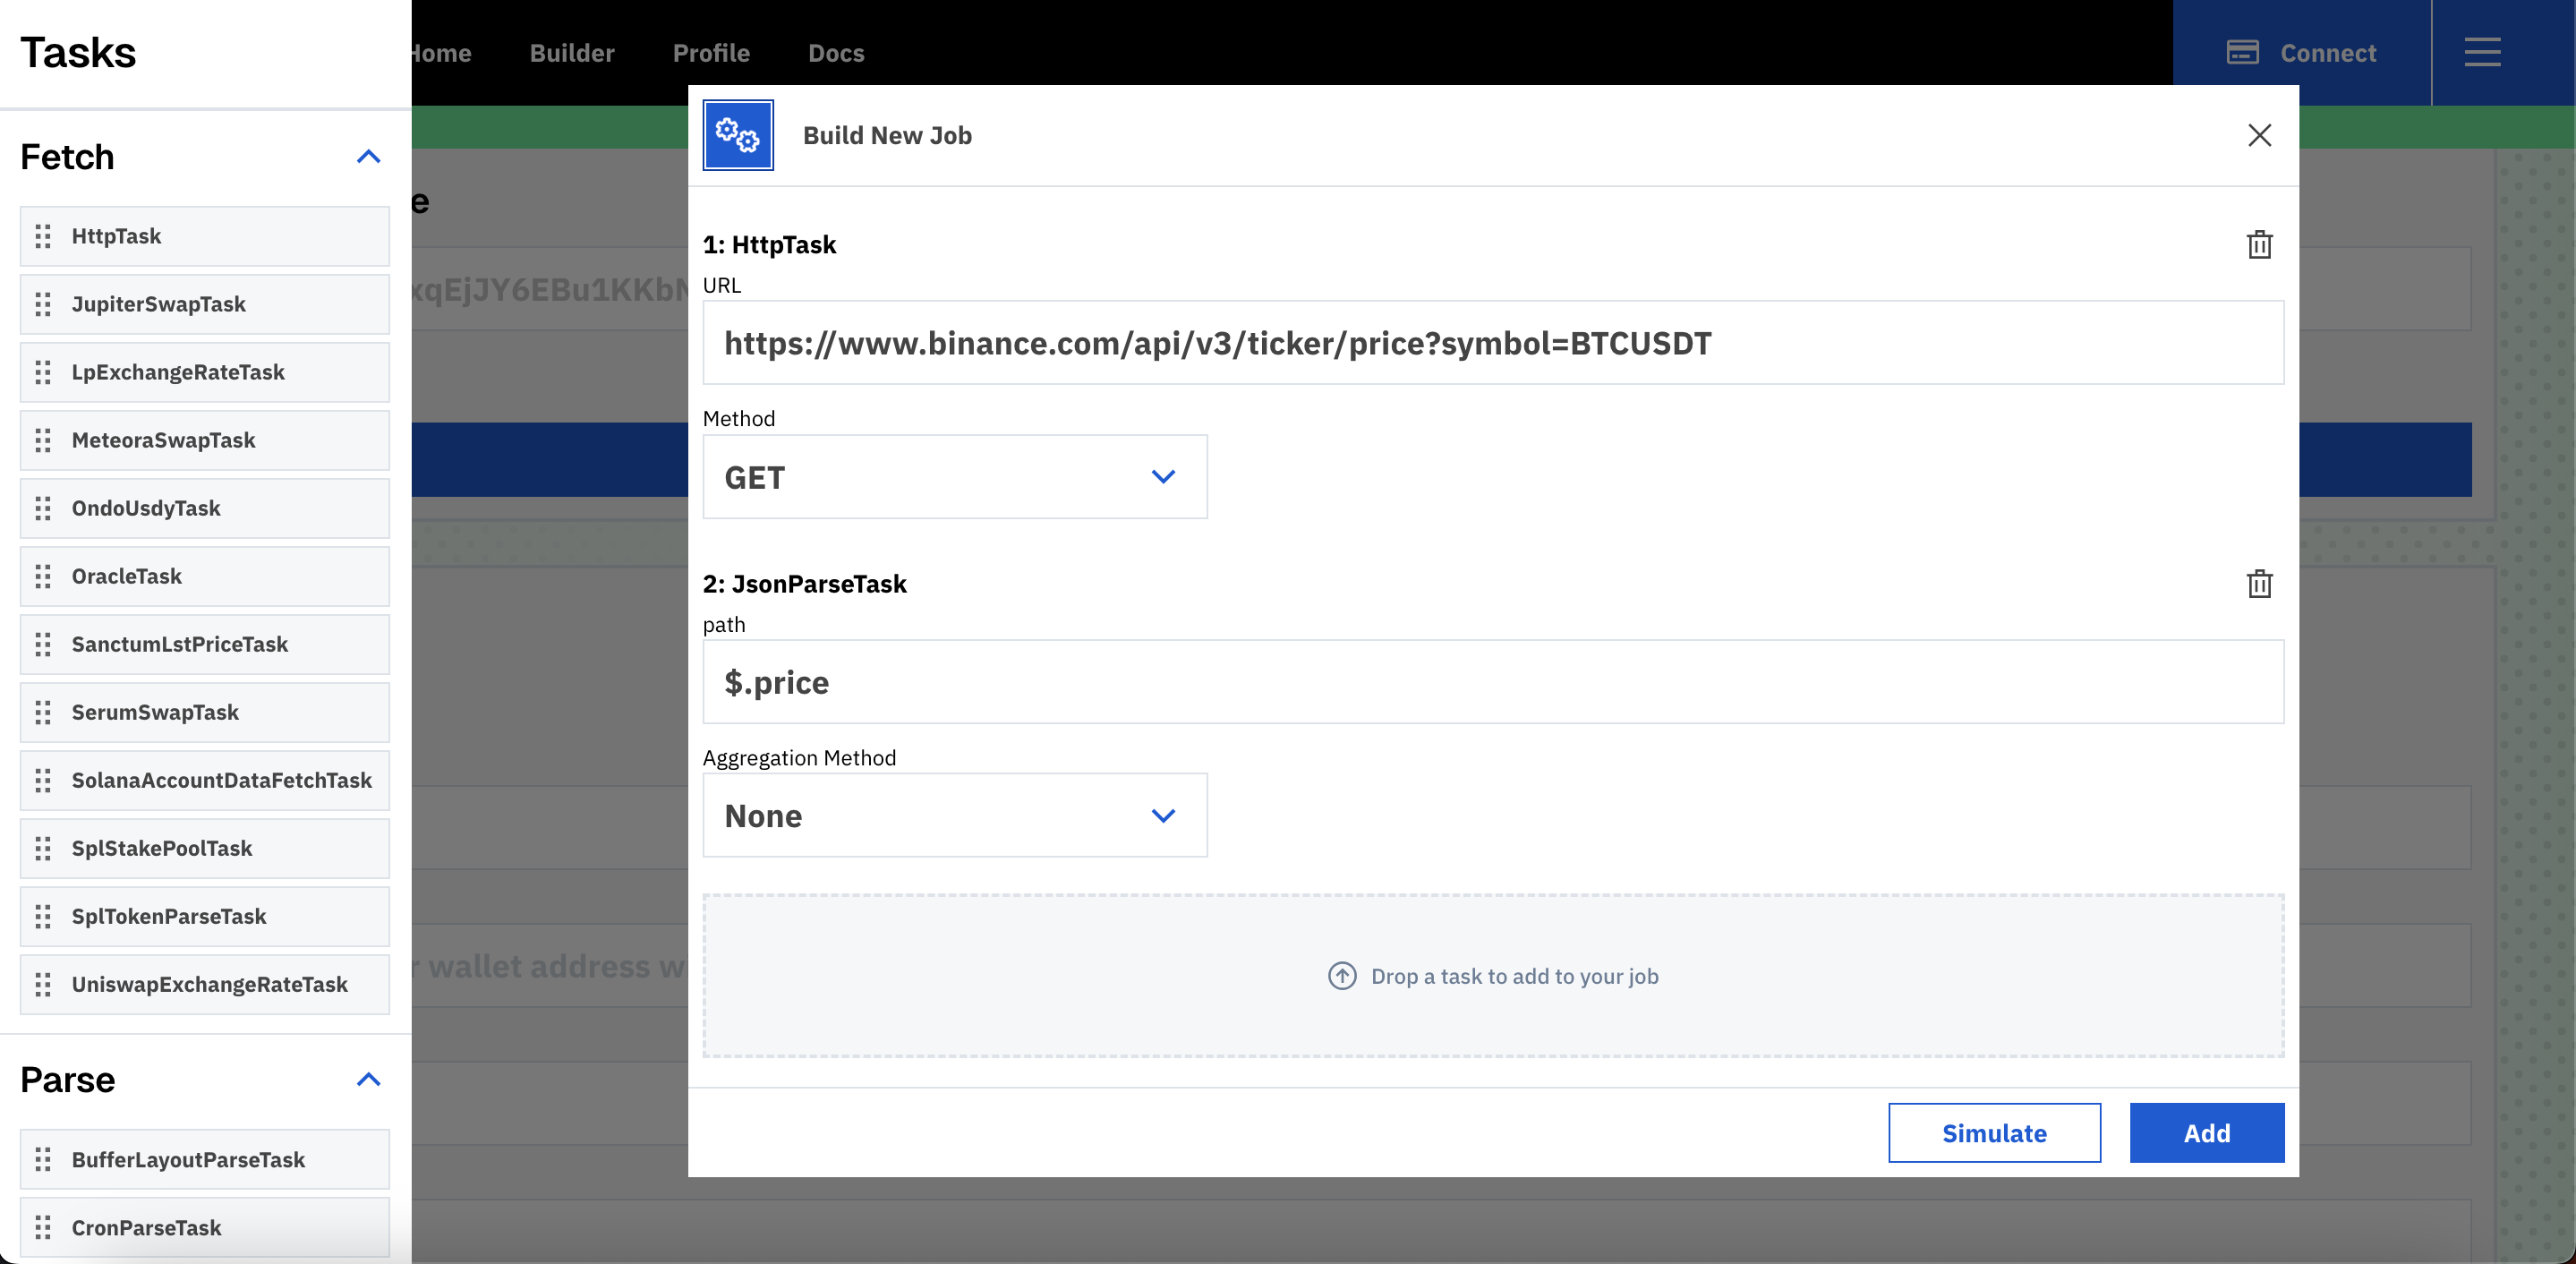 Tasks
Home Builder Profile Docs
Connect
Fetch
HttpTask
JupiterSwapTask
LpExchangeRateTask
MeteoraSwapTask
OndoUsdyTask
OracleTask
SanctumLstPriceTask
SerumSwapTask
SolanaAccountDataFetchTask
SplStakePoolTask
SplTokenParseTask
UniswapExchangeRateTask
Parse
BufferLayoutParseTask
CronParseTask
e
xqEjJY6EBu1KKbN
r wallet address w
Build New Job
1: HttpTask
URL
https://www.binance.com/api/v3/ticker/price?symbol=BTCUSDT
Method
GET
2: JsonParseTask
path
$.price
Aggregation Method
None
Drop a task to add to your job
Simulate
Add